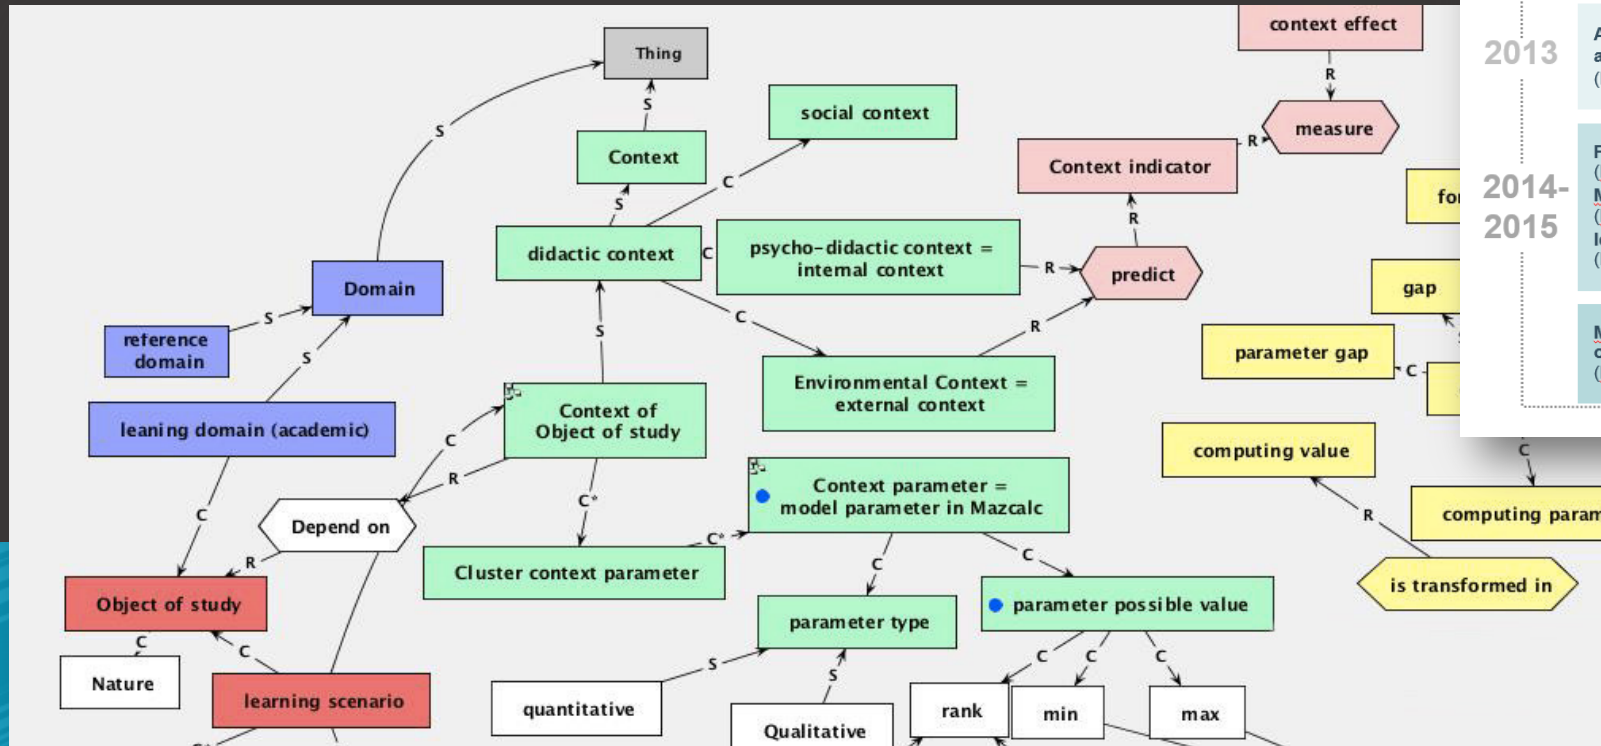 context effect
Thing
R
2013
S
social context
measure
S
Context
R
Context indicator
C
2014-
2015
S
R
didactic context
C
psycho-didactic context =
internal context
R
predict
Domain
gap
S
C
R
reference
domain
S
S
parameter gap
C
Environmental Context =
external context
leaning domain (academic)
C
Context of
Object of study
computing value
C
R
C*
Context parameter =
model parameter in Mazcalc
C
R
computing param
Depend on
C*
R
Cluster context parameter
C
C
is transformed in
Object of study
parameter possible value
parameter type
C
C
S
C
C
C
Nature
S
learning scenario
quantitative
rank
min
max
Qualitative